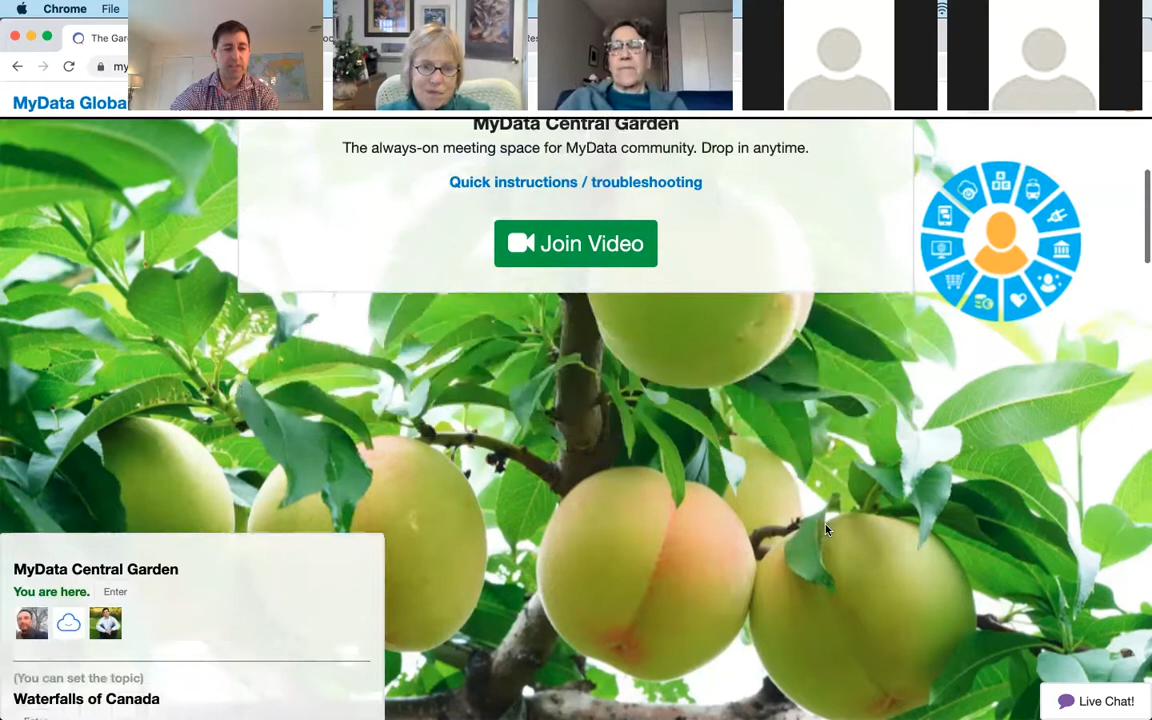 Chrome File
The Gar
my
MyData Globa
MyData Central Garden
The always-on meeting space for MyData community. Drop in anytime.
Quick instructions / troubleshooting
Join Video
MyData Central Garden
You are here. Enter
(You can set the topic)
Waterfalls of Canada
Enter
Live Chat!